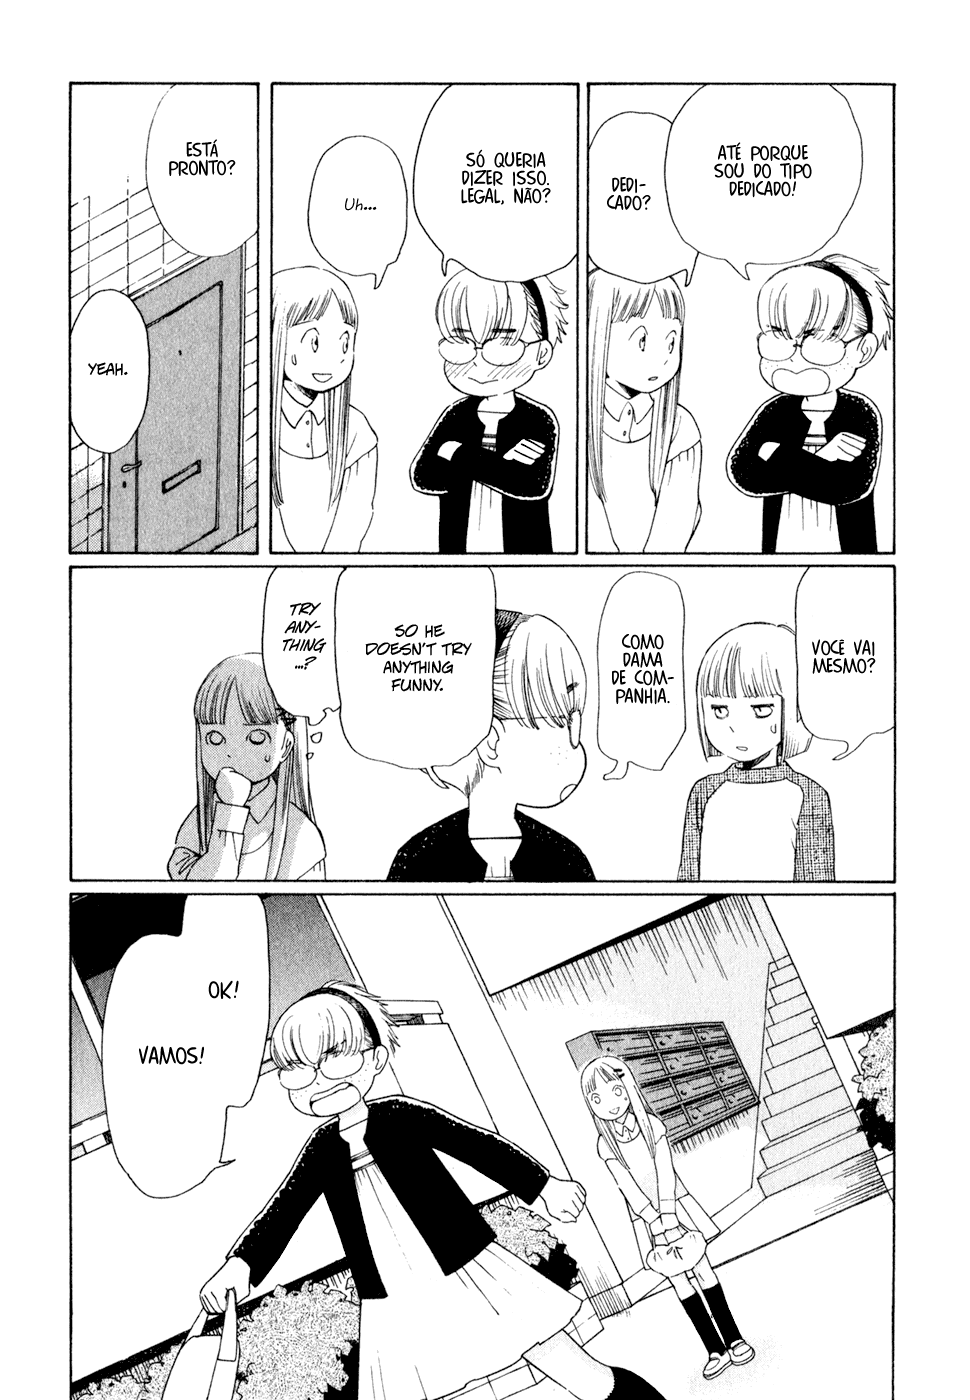 ATÉ PORQUE
SOU DO TIPO
DEDICADO!
DEDI-
CADO?
SÓ QUERIA
DIZER ISSO.
LEGAL, NÃO?
Uh...
ESTÁ
PRONTO?
YEAH.
VOCÊ VAI
MESMO?
COMO
DAMA
DE COM-
PANHIA.
SO HE
DOESN'T TRY
ANYTHING
FUNNY.
TRY
ANY-
THING
...?
OK!
VAMOS!